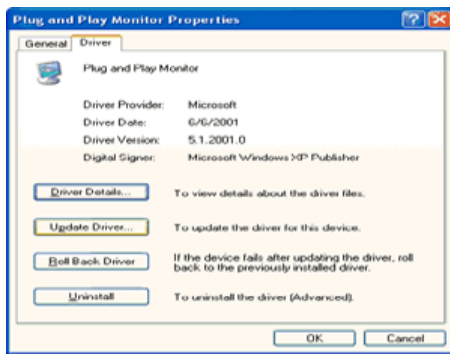 Plug and Play Monitor Properties
General Driver
Plug and Play Monitor
Driver Provider: Microsoft
Driver Date: 6/6/2001
Driver Version: 5.1.2001.0
Digital Signer: Microsoft Windows XP Publisher
Driver Details... To view details about the driver files.
Update Driver... To update the driver for this device.
Roll Back Driver If the device fails after updating the driver, roll
back to the previously installed driver.
Uninstall To uninstall the driver (Advanced).
OK Cancel